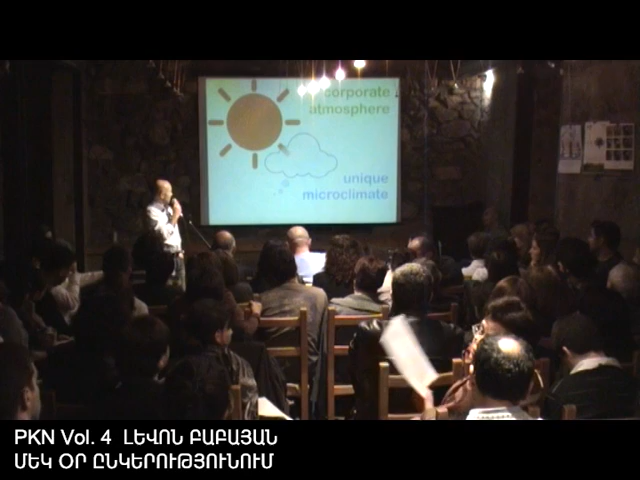 corporate
atmosphere
unique
microclimate
PKN Vol. 4 ԼԵՎՈՆ ԲԱԲԱՅԱՆ
ՄԵԿ ՕՐ ԸՆԿԵՐՈՒԹՅՈՒՆՈՒՄ